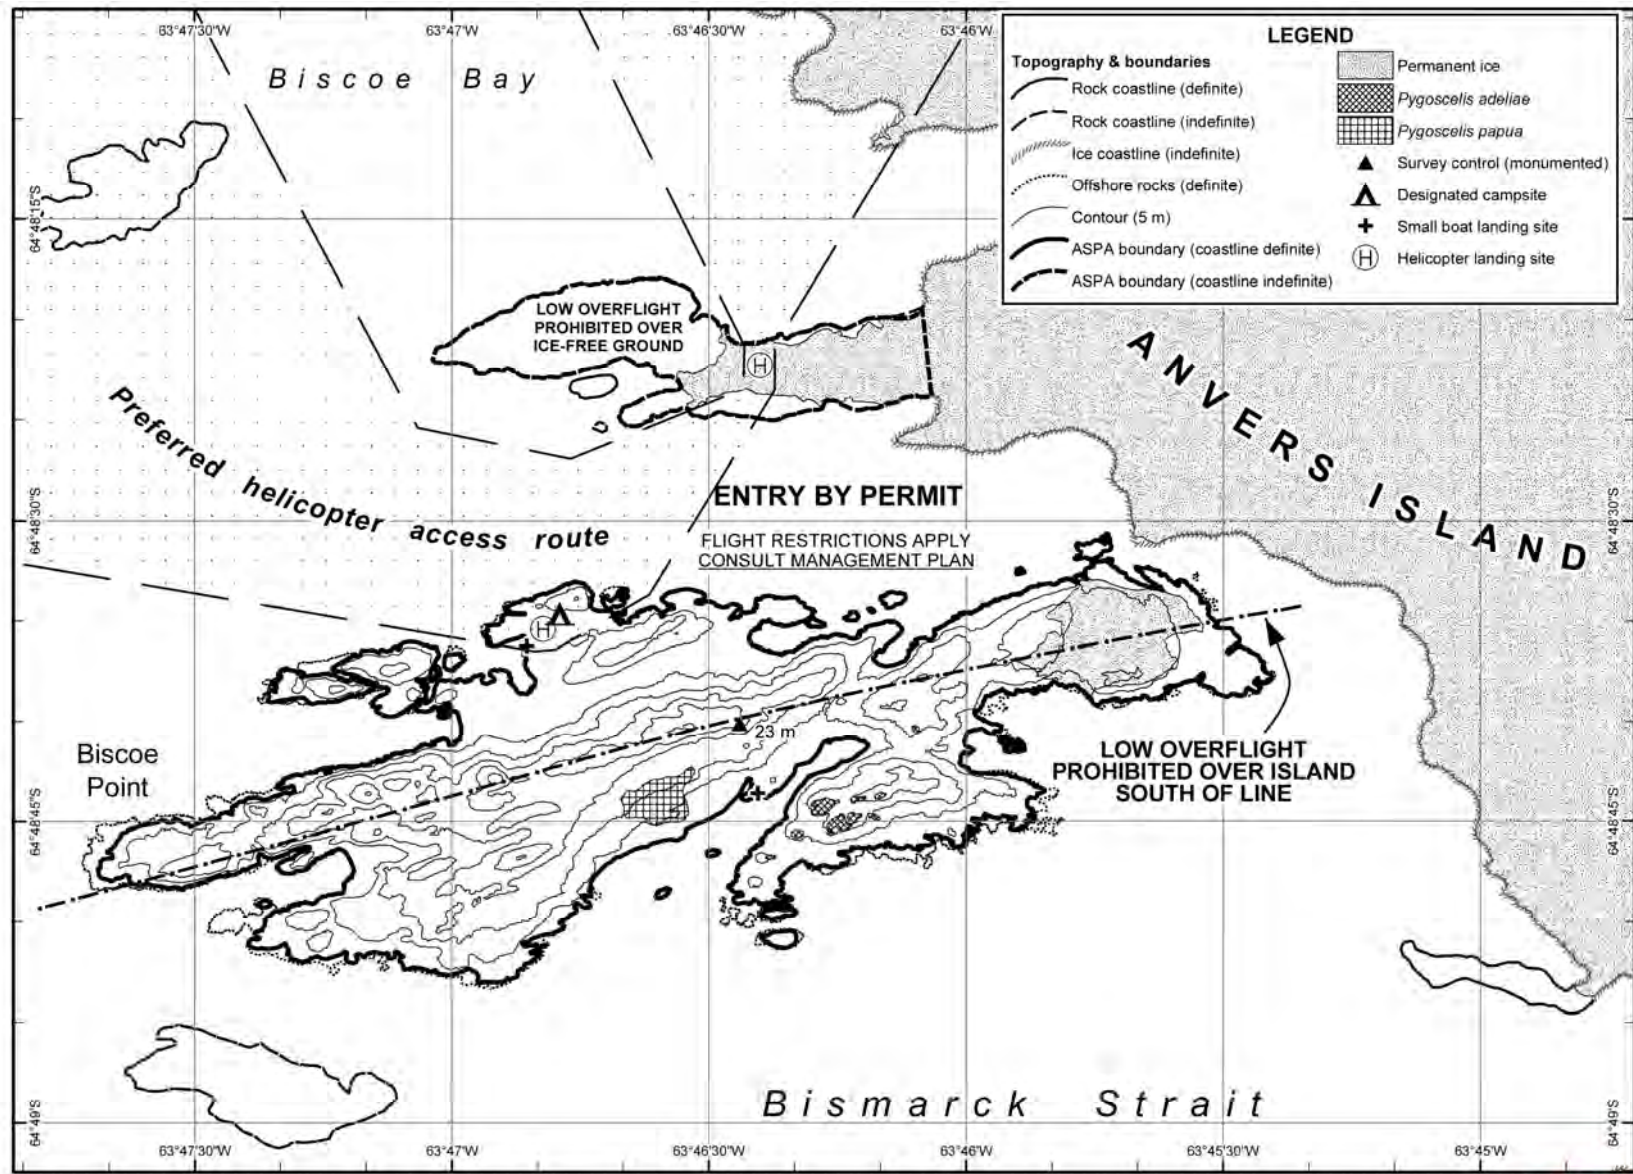 63°47'30"W
63°47'W
63°46'30"W
63°46'W
Biscoe Bay
LEGEND
Topography & boundaries
Rock coastline (definite)
Rock coastline (indefinite)
Ice coastline (indefinite)
Offshore rocks (definite)
Contour (5 m)
ASPA boundary (coastline definite)
ASPA boundary (coastline indefinite)
Permanent ice
Pygoscelis adeliae
Pygoscelis papua
Survey control (monumented)
Designated campsite
Small boat landing site
H
Helicopter landing site
64°48'15"S
LOW OVERFLIGHT
PROHIBITED OVER
ICE-FREE GROUND
H
ANVERS ISLAND
Preferred helicopter access route
ENTRY BY PERMIT
64°48'30"S
64°48'30"S
FLIGHT RESTRICTIONS APPLY
CONSULT MANAGEMENT PLAN
H
23 m
Biscoe
Point
LOW OVERFLIGHT
PROHIBITED OVER ISLAND
SOUTH OF LINE
64°48'45"S
64°48'45"S
Bismarck Strait
64°49'S
64°49'S
63°47'30"W
63°47'W
63°46'30"W
63°46'W
63°45'30"W
63°45'W